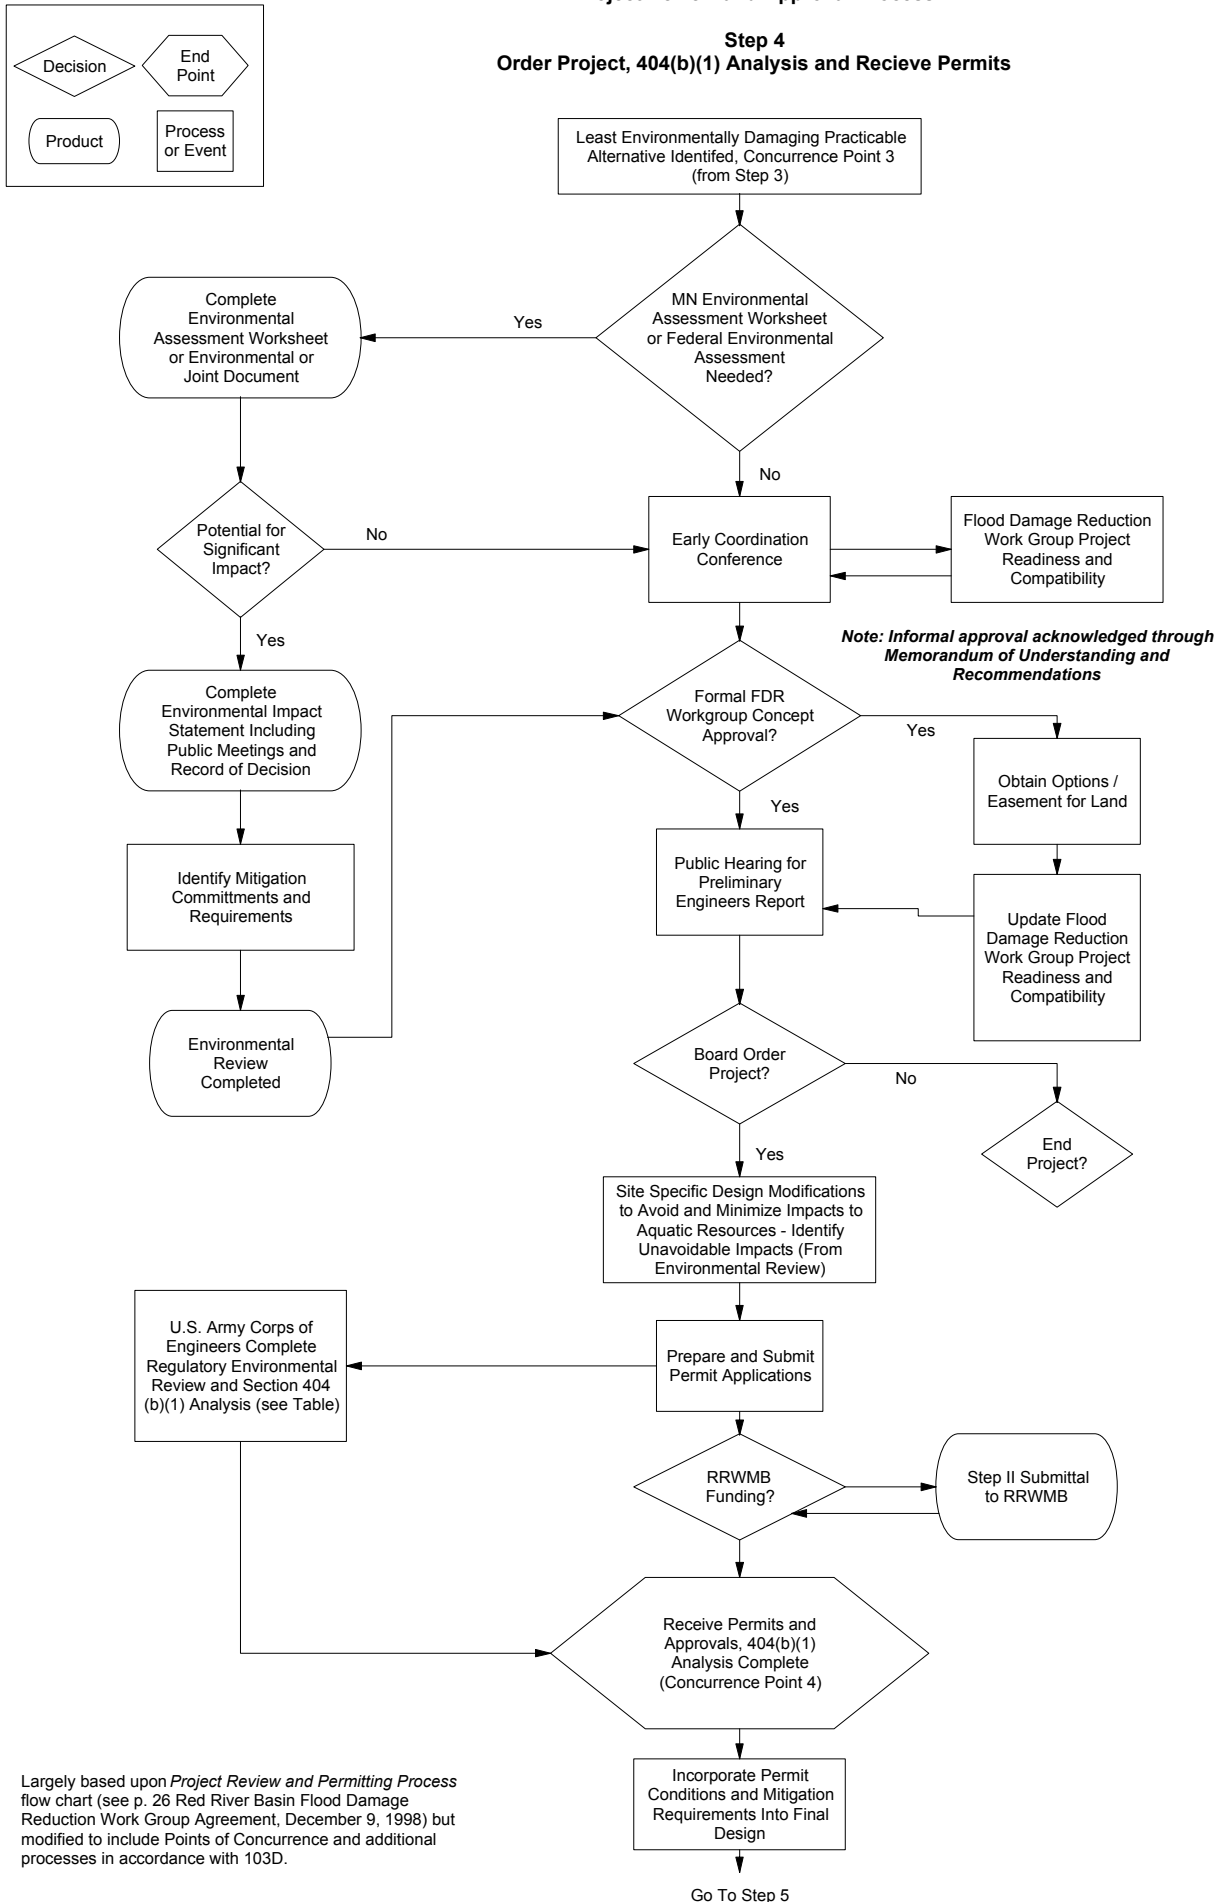 Step 4
Order Project, 404(b)(1) Analysis and Recieve Permits
Decision
End
Point
Product
Process
or Event
Least Environmentally Damaging Practicable
Alternative Identifed, Concurrence Point 3
(from Step 3)
MN Environmental
Assessment Worksheet
or Federal Environmental
Assessment
Needed?
Yes
Complete
Environmental
Assessment Worksheet
or Environmental or
Joint Document
No
Potential for
Significant
Impact?
No
Early Coordination
Conference
Flood Damage Reduction
Work Group Project
Readiness and
Compatibility
Yes
Note: Informal approval acknowledged through
Memorandum of Understanding and
Recommendations
Complete
Environmental Impact
Statement Including
Public Meetings and
Record of Decision
Formal FDR
Workgroup Concept
Approval?
Yes
Obtain Options /
Easement for Land
Yes
Public Hearing for
Preliminary
Engineers Report
Identify Mitigation
Committments and
Requirements
Update Flood
Damage Reduction
Work Group Project
Readiness and
Compatibility
Environmental
Review
Completed
Board Order
Project?
No
End
Project?
Yes
Site Specific Design Modifications
to Avoid and Minimize Impacts to
Aquatic Resources - Identify
Unavoidable Impacts (From
Environmental Review)
U.S. Army Corps of
Engineers Complete
Regulatory Environmental
Review and Section 404
(b)(1) Analysis (see Table)
Prepare and Submit
Permit Applications
RRWMB
Funding?
Step II Submittal
to RRWMB
Receive Permits and
Approvals, 404(b)(1)
Analysis Complete
(Concurrence Point 4)
Incorporate Permit
Conditions and Mitigation
Requirements Into Final
Design
Go To Step 5
Largely based upon Project Review and Permitting Process
flow chart (see p. 26 Red River Basin Flood Damage
Reduction Work Group Agreement, December 9, 1998) but
modified to include Points of Concurrence and additional
processes in accordance with 103D.